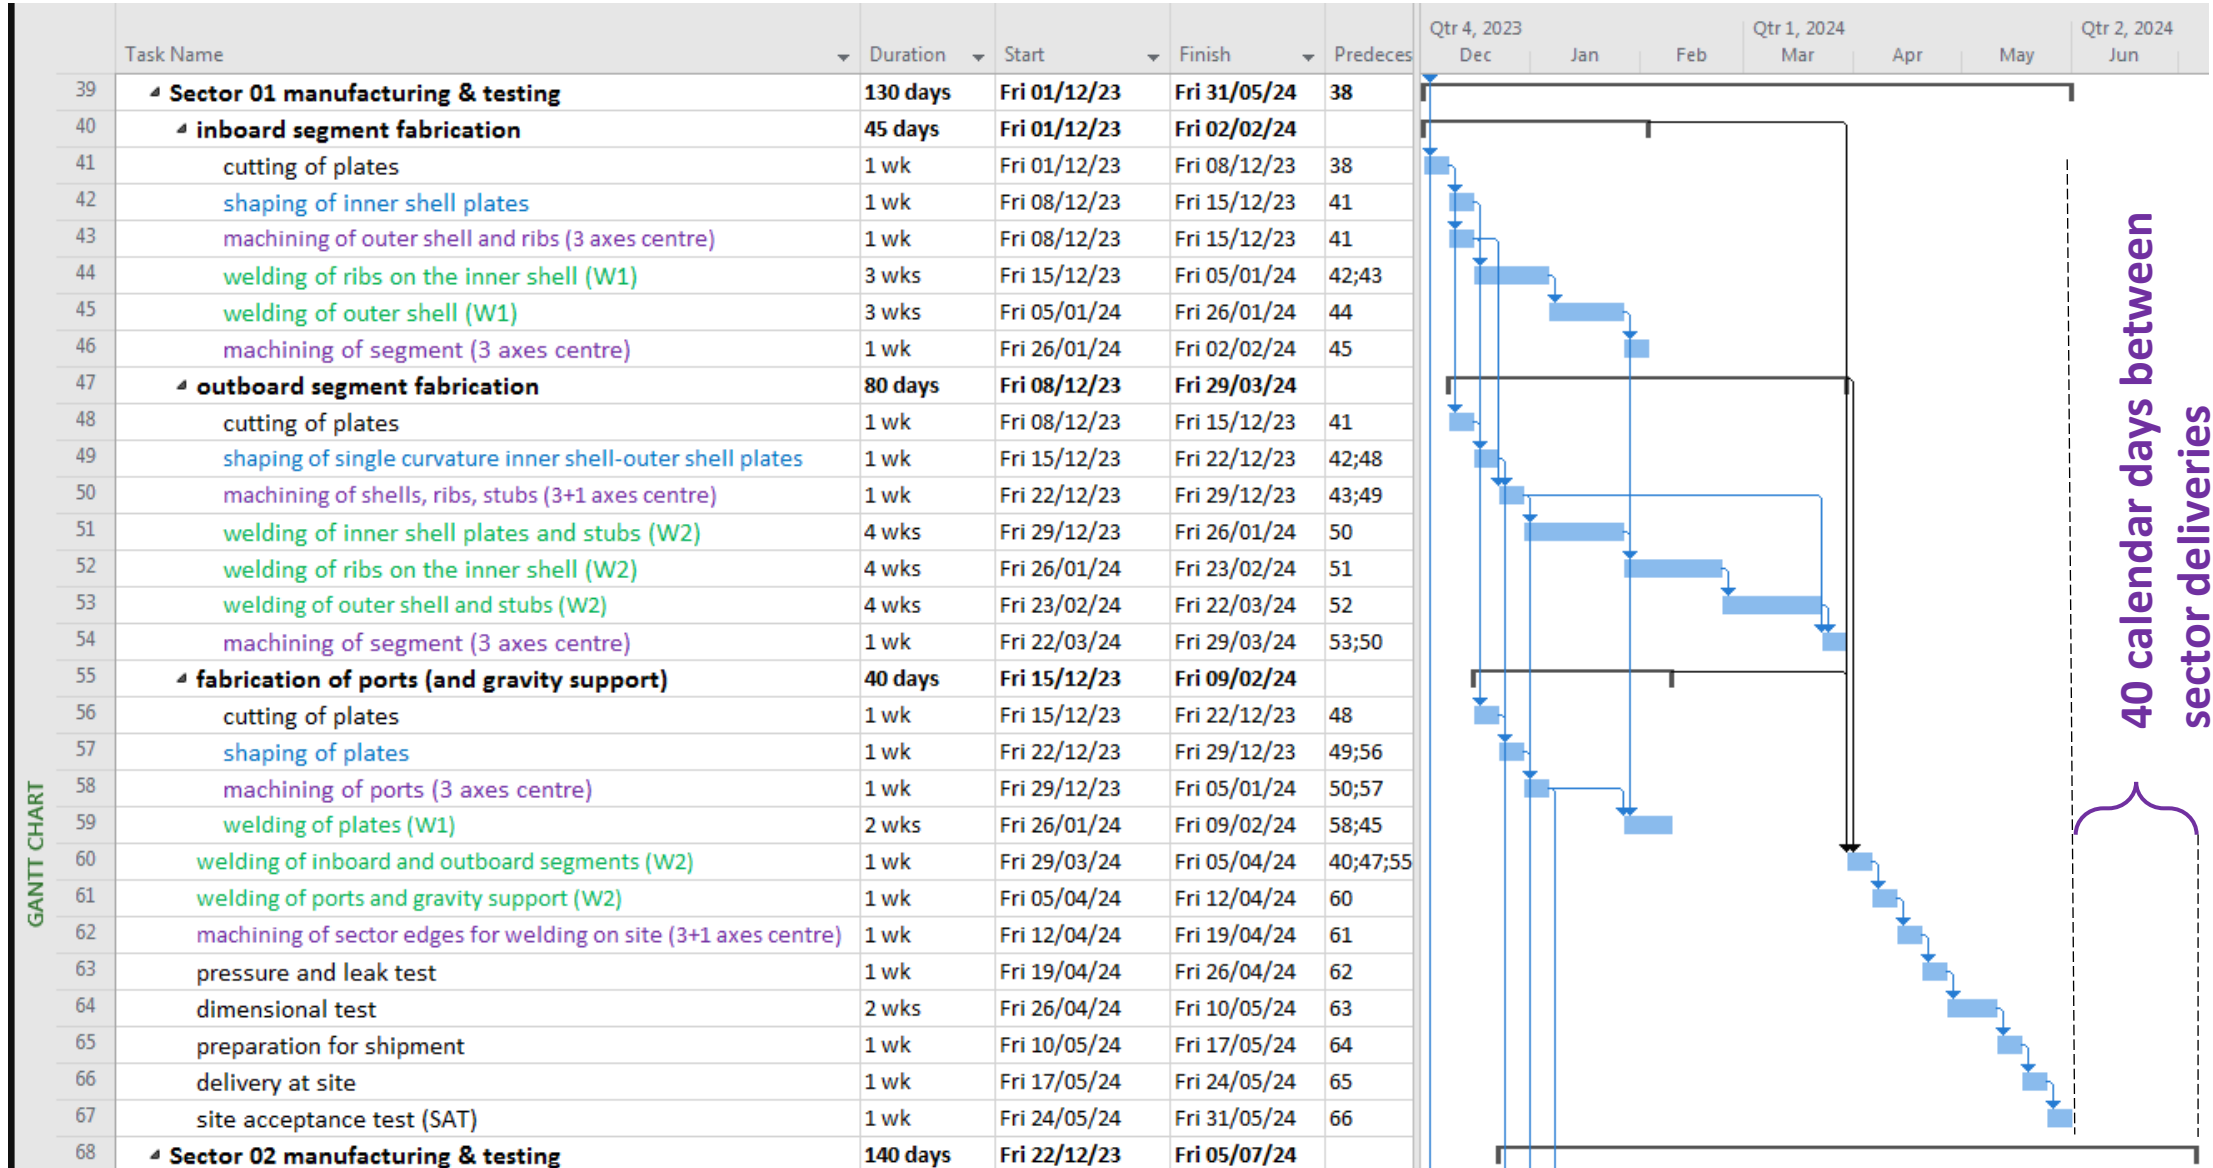 Qtr 4, 2023 Qtr 1, 2024 Qtr 2, 2024
Task Name Duration Start Finish Predeces Dec Jan Feb Mar Apr May Jun
39 Sector 01 manufacturing & testing 130 days Fri 01/12/23 Fri 31/05/24 38
40 inboard segment fabrication 45 days Fri 01/12/23 Fri 02/02/24
41 cutting of plates 1 wk Fri 01/12/23 Fri 08/12/23 38
42 shaping of inner shell plates 1 wk Fri 08/12/23 Fri 15/12/23 41
43 machining of outer shell and ribs (3 axes centre) 1 wk Fri 08/12/23 Fri 15/12/23 41
44 welding of ribs on the inner shell (W1) 3 wks Fri 15/12/23 Fri 05/01/24 42;43
45 welding of outer shell (W1) 3 wks Fri 05/01/24 Fri 26/01/24 44
46 machining of segment (3 axes centre) 1 wk Fri 26/01/24 Fri 02/02/24 45
47 outboard segment fabrication 80 days Fri 08/12/23 Fri 29/03/24
48 cutting of plates 1 wk Fri 08/12/23 Fri 15/12/23 41
49 shaping of single curvature inner shell-outer shell plates 1 wk Fri 15/12/23 Fri 22/12/23 42;48
50 machining of shells, ribs, stubs (3+1 axes centre) 1 wk Fri 22/12/23 Fri 29/12/23 43;49
51 welding of inner shell plates and stubs (W2) 4 wks Fri 29/12/23 Fri 26/01/24 50
52 welding of ribs on the inner shell (W2) 4 wks Fri 26/01/24 Fri 23/02/24 51
53 welding of outer shell and stubs (W2) 4 wks Fri 23/02/24 Fri 22/03/24 52
54 machining of segment (3 axes centre) 1 wk Fri 22/03/24 Fri 29/03/24 53;50
55 fabrication of ports (and gravity support) 40 days Fri 15/12/23 Fri 09/02/24
56 cutting of plates 1 wk Fri 15/12/23 Fri 22/12/23 48
57 shaping of plates 1 wk Fri 22/12/23 Fri 29/12/23 49;56
58 machining of ports (3 axes centre) 1 wk Fri 29/12/23 Fri 05/01/24 50;57
59 welding of plates (W1) 2 wks Fri 26/01/24 Fri 09/02/24 58;45
60 welding of inboard and outboard segments (W2) 1 wk Fri 29/03/24 Fri 05/04/24 40;47;55
61 welding of ports and gravity support (W2) 1 wk Fri 05/04/24 Fri 12/04/24 60
62 machining of sector edges for welding on site (3+1 axes centre) 1 wk Fri 12/04/24 Fri 19/04/24 61
63 pressure and leak test 1 wk Fri 19/04/24 Fri 26/04/24 62
64 dimensional test 2 wks Fri 26/04/24 Fri 10/05/24 63
65 preparation for shipment 1 wk Fri 10/05/24 Fri 17/05/24 64
66 delivery at site 1 wk Fri 17/05/24 Fri 24/05/24 65
67 site acceptance test (SAT) 1 wk Fri 24/05/24 Fri 31/05/24 66
68 Sector 02 manufacturing & testing 140 days Fri 22/12/23 Fri 05/07/24
GANTT CHART
40 calendar days between
sector deliveries